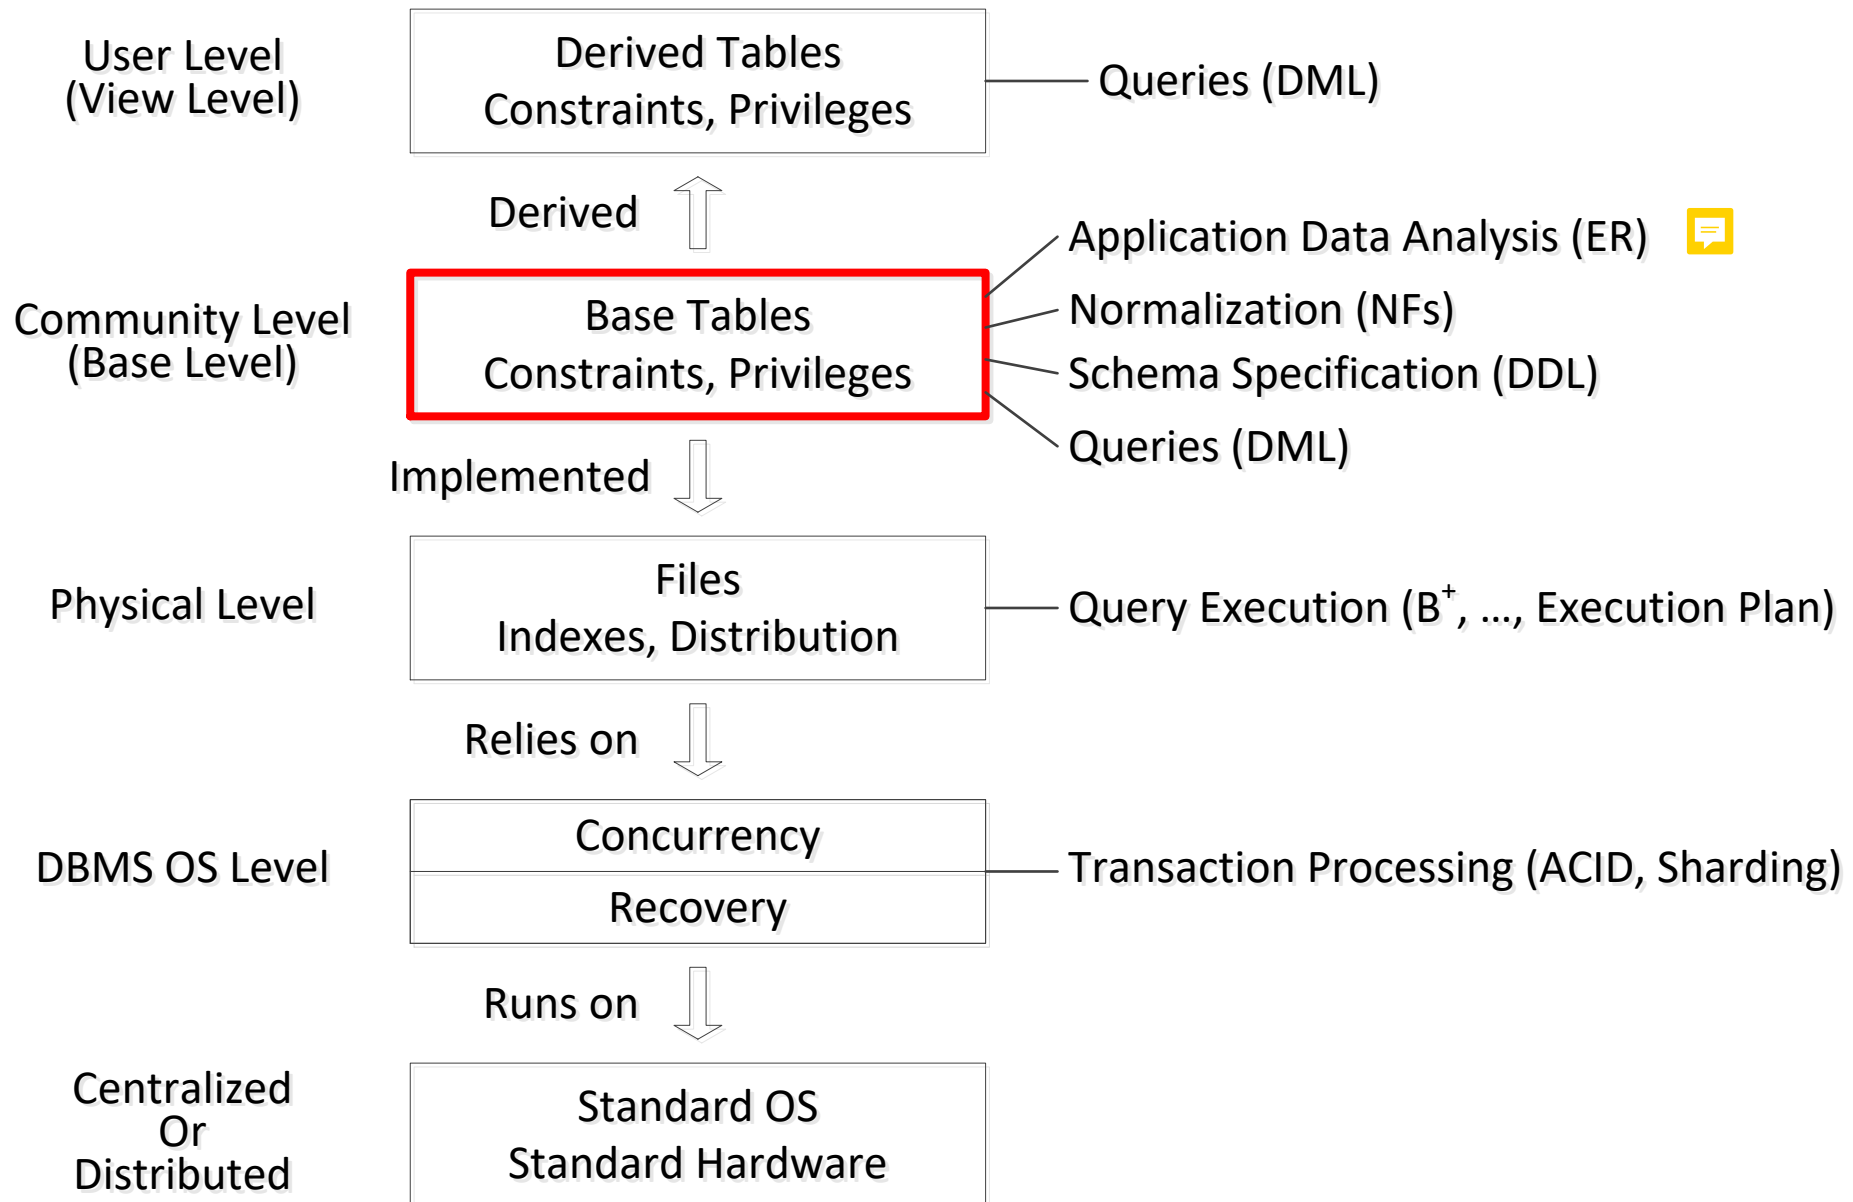 User Level
(View Level)
Derived Tables
Constraints, Privileges
Queries (DML)
Derived
Application Data Analysis (ER)
Community Level
(Base Level)
Base Tables
Constraints, Privileges
Normalization (NFs)
Schema Specification (DDL)
Queries (DML)
Implemented
Physical Level
Files
Indexes, Distribution
Query Execution (B⁺, ..., Execution Plan)
Relies on
DBMS OS Level
Concurrency
Recovery
Transaction Processing (ACID, Sharding)
Runs on
Centralized
Or
Distributed
Standard OS
Standard Hardware